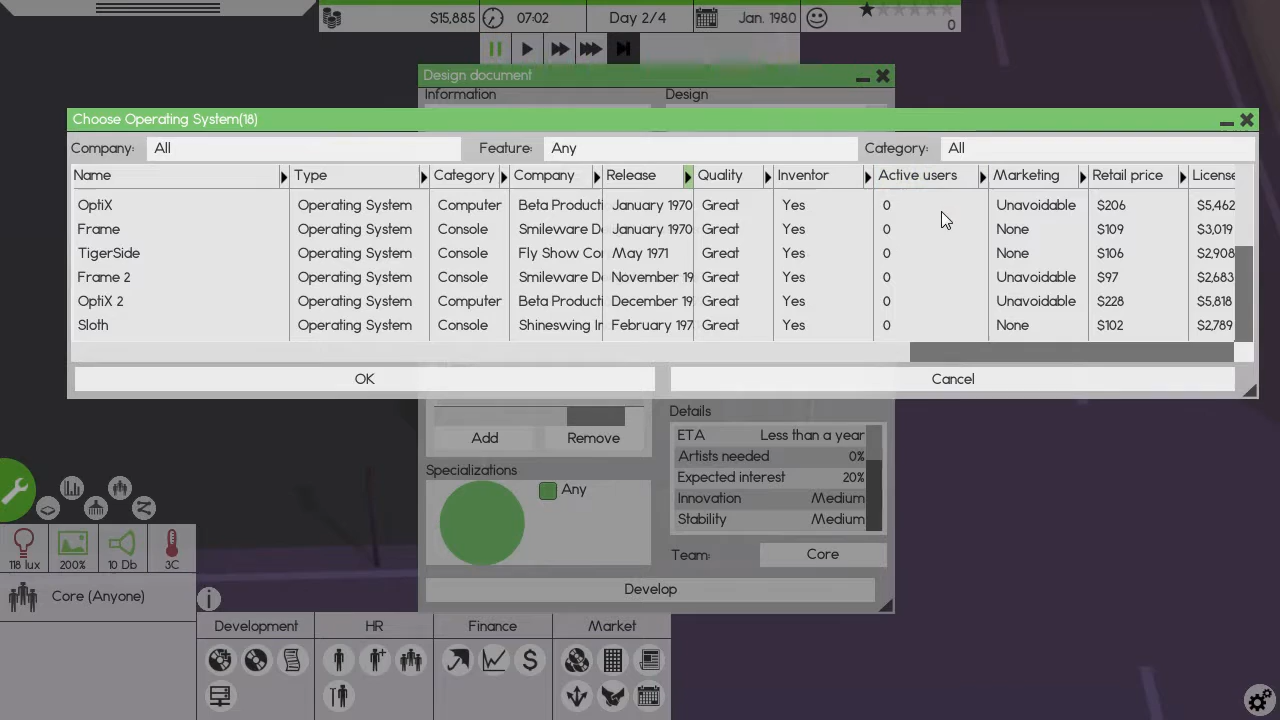 $15,885 07:02 Day 2/4 Jan. 1980 0
Design document
Information Design
Choose Operating System(18)
Company: All Feature: Any Category: All
Name Type Category Company Release Quality Inventor Active users Marketing Retail price License
OptiX Operating System Computer Beta Producti January 1970 Great Yes 0 Unavoidable $206 $5,462
Frame Operating System Console Smileware De January 1970 Great Yes 0 None $109 $3,019
TigerSide Operating System Console Fly Show Co May 1971 Great Yes 0 None $106 $2,908
Frame 2 Operating System Console Smileware De November 19 Great Yes 0 Unavoidable $97 $2,683
OptiX 2 Operating System Computer Beta Producti December 19 Great Yes 0 Unavoidable $228 $5,818
Sloth Operating System Console Shineswing In February 197 Great Yes 0 None $102 $2,789
OK Cancel
Details
ETA Less than a year
Add Remove
Artists needed 0%
Specializations
Expected interest 20%
Any
Innovation Medium
Stability Medium
Team: Core
Develop
118 lux 200% 10 Db 3C
Core (Anyone)
Development HR Finance Market